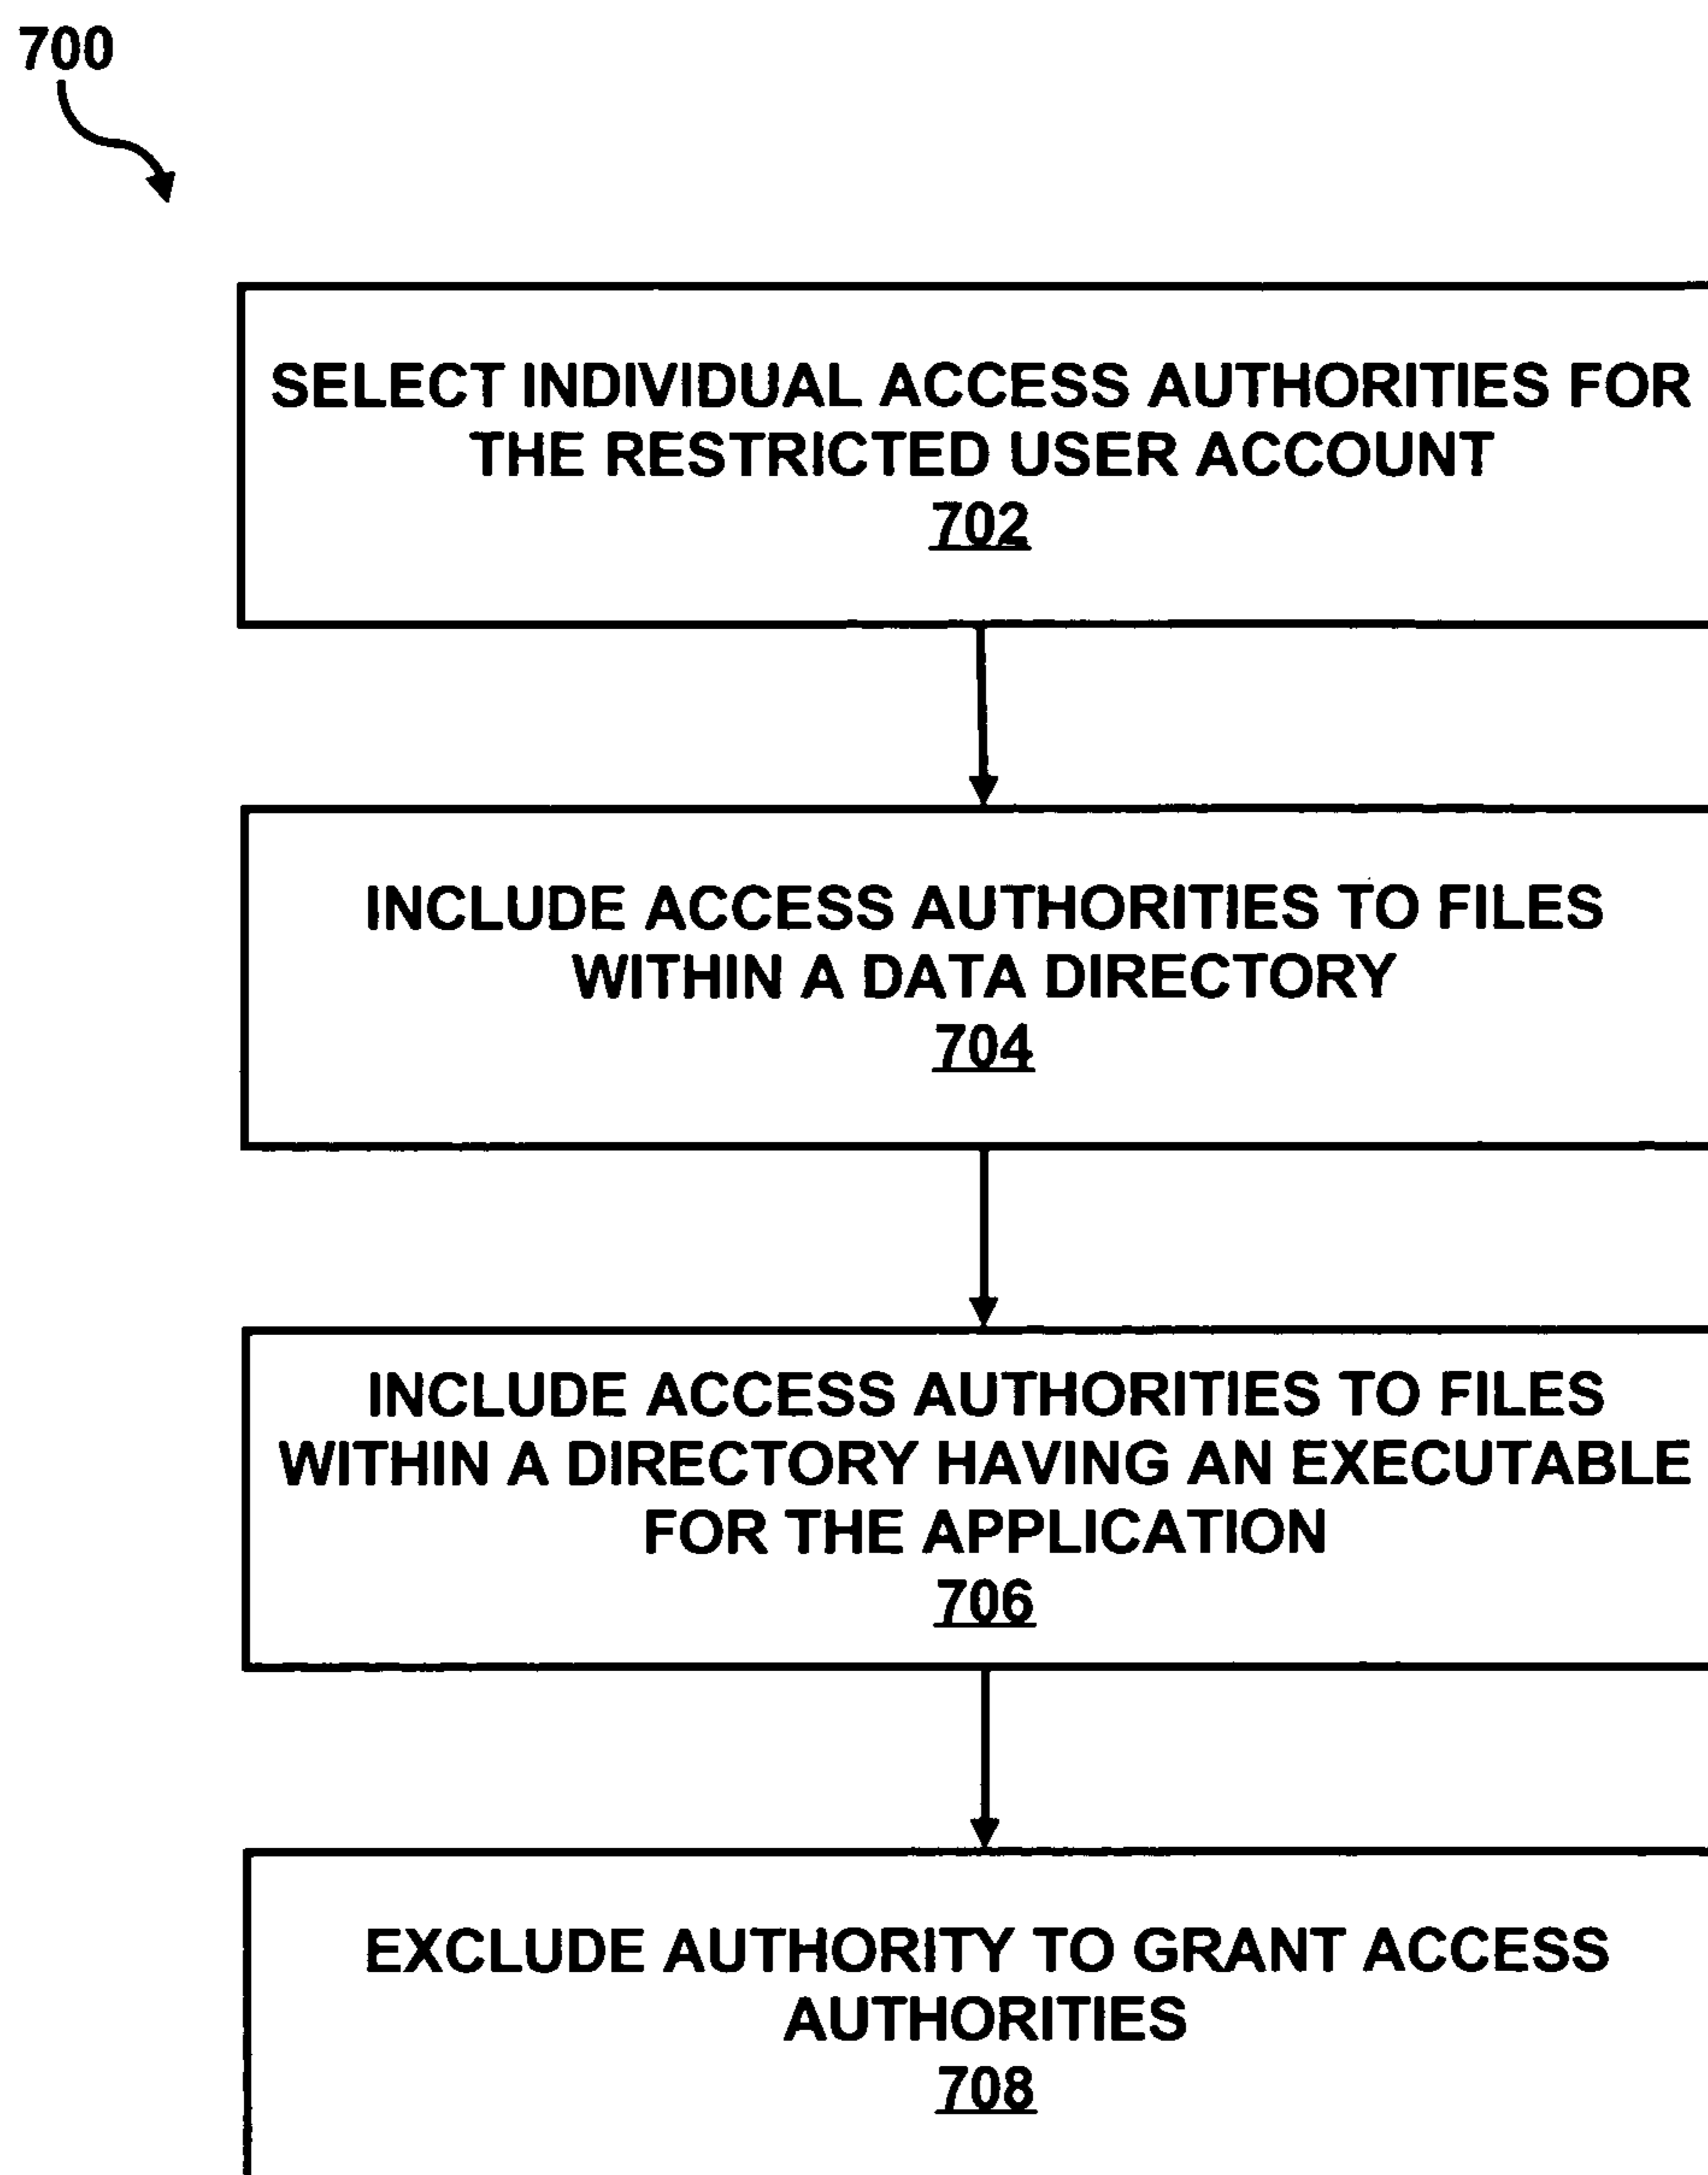 700
SELECT INDIVIDUAL ACCESS AUTHORITIES FOR
THE RESTRICTED USER ACCOUNT
702
INCLUDE ACCESS AUTHORITIES TO FILES
WITHIN A DATA DIRECTORY
704
INCLUDE ACCESS AUTHORITIES TO FILES
WITHIN A DIRECTORY HAVING AN EXECUTABLE
FOR THE APPLICATION
706
EXCLUDE AUTHORITY TO GRANT ACCESS
AUTHORITIES
708